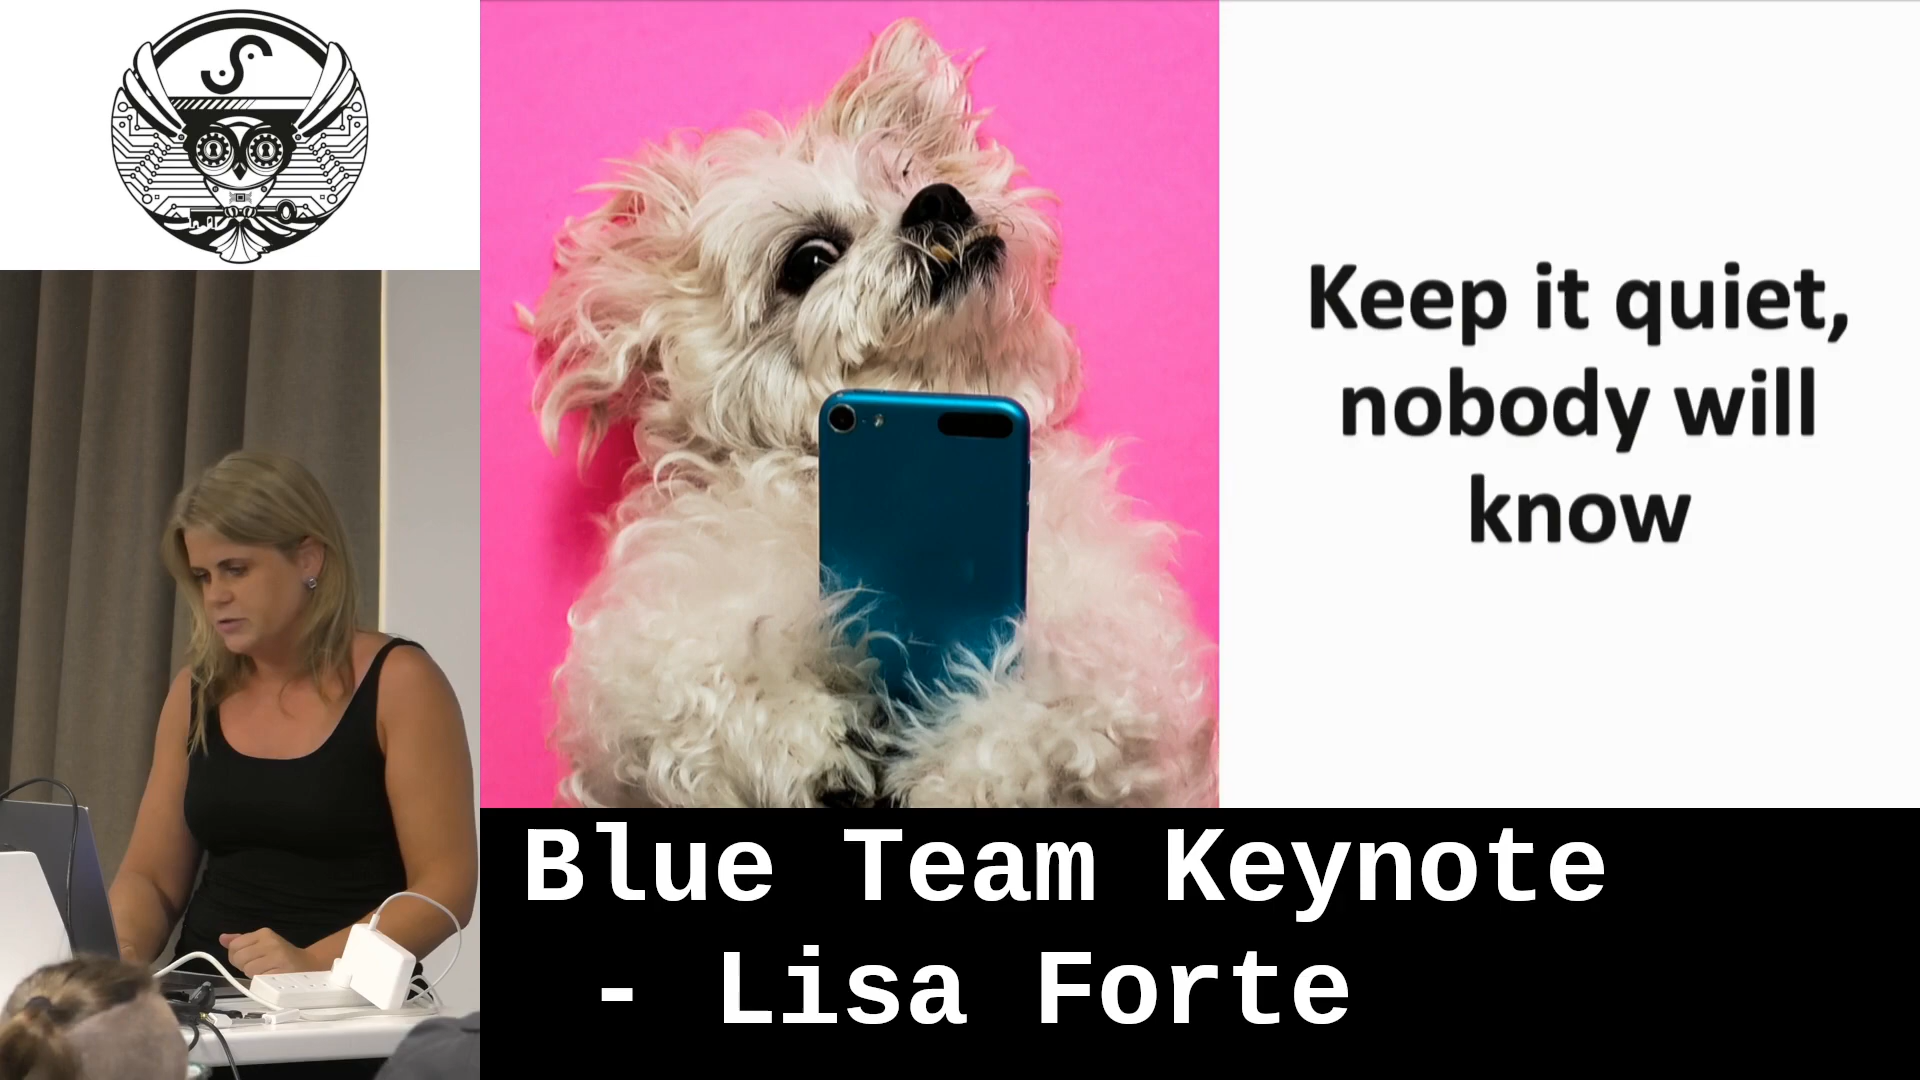 Keep it quiet,
nobody will
know
Blue Team Keynote
- Lisa Forte